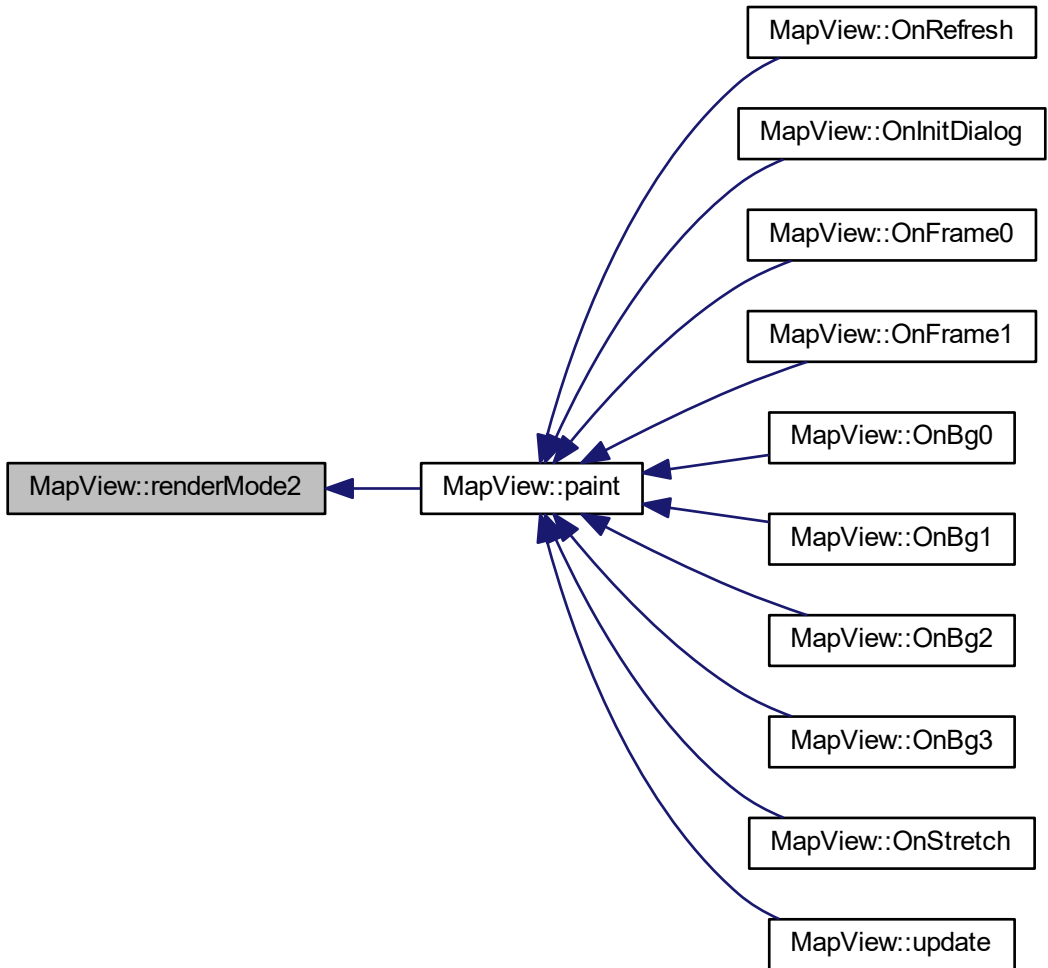 MapView::OnRefresh
MapView::OnInitDialog
MapView::OnFrame0
MapView::OnFrame1
MapView::OnBg0
MapView::renderMode2
MapView::paint
MapView::OnBg1
MapView::OnBg2
MapView::OnBg3
MapView::OnStretch
MapView::update